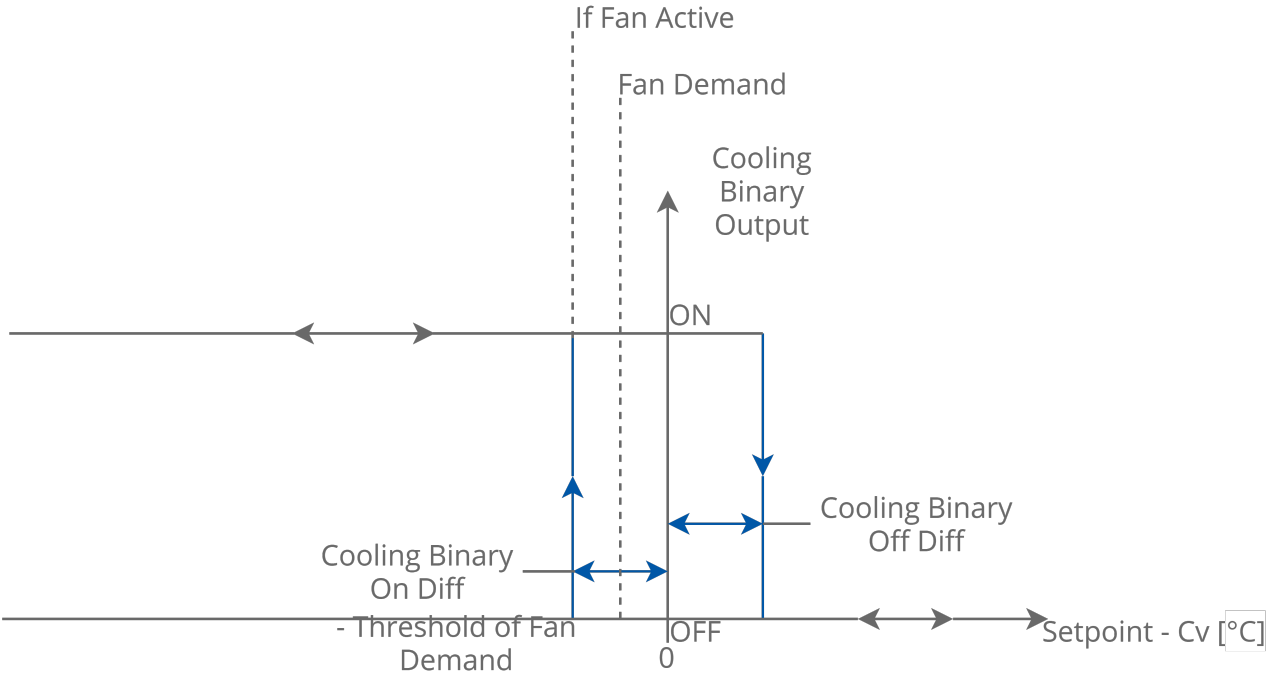 If Fan Active
Fan Demand
Cooling
Binary
Output
ON
Cooling Binary
Off Diff
Cooling Binary
On Diff
- Threshold of Fan
Demand
OFF
0
Setpoint - Cv [°C]